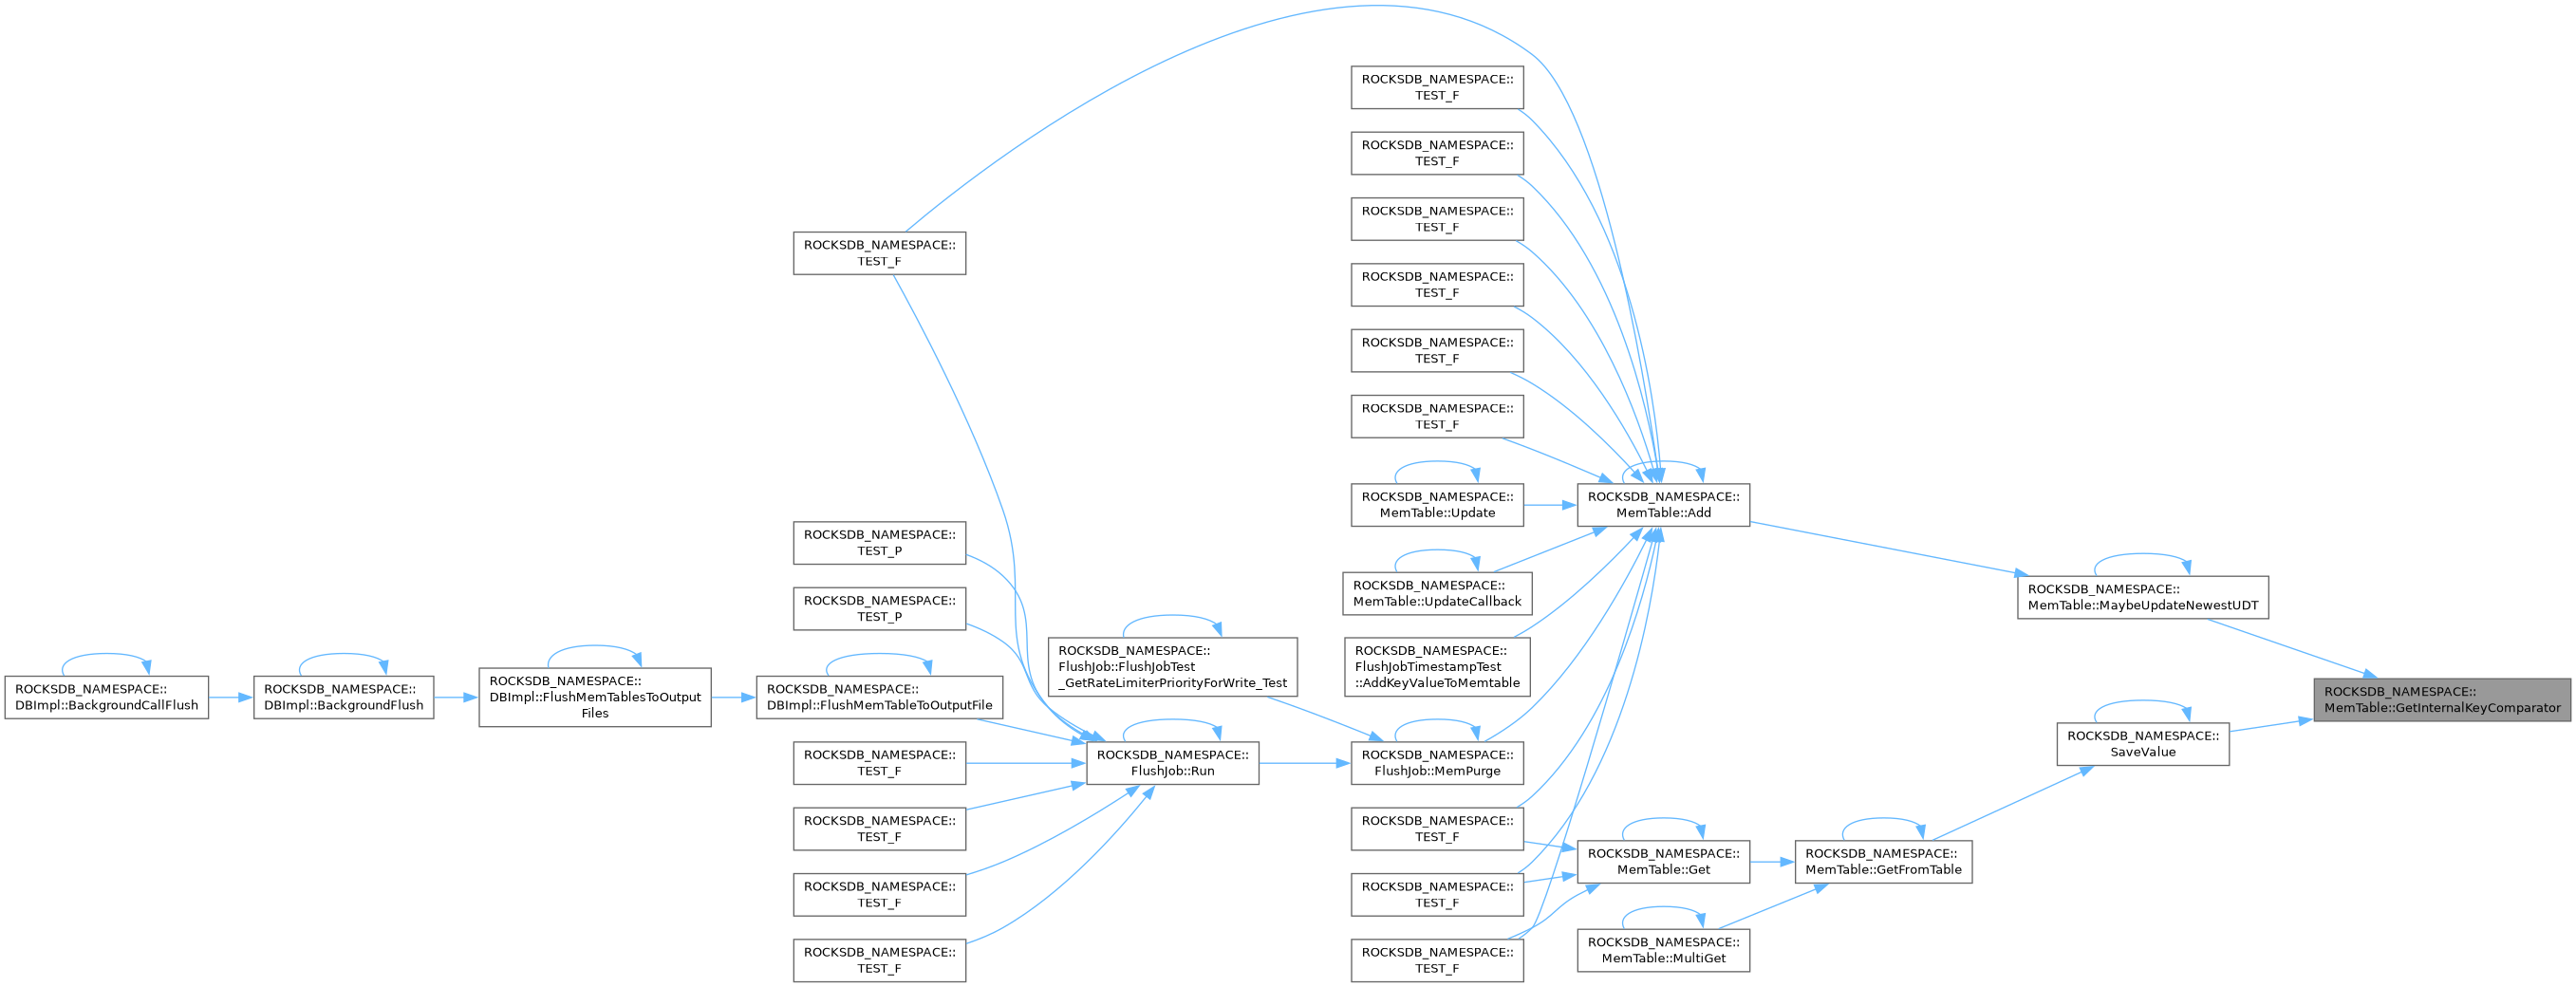 ROCKSDB_NAMESPACE::
TEST_F
ROCKSDB_NAMESPACE::
TEST_F
ROCKSDB_NAMESPACE::
TEST_F
ROCKSDB_NAMESPACE::
TEST_F
ROCKSDB_NAMESPACE::
TEST_F
ROCKSDB_NAMESPACE::
TEST_F
ROCKSDB_NAMESPACE::
TEST_F
ROCKSDB_NAMESPACE::
MemTable::Update
ROCKSDB_NAMESPACE::
MemTable::Add
ROCKSDB_NAMESPACE::
TEST_P
ROCKSDB_NAMESPACE::
MemTable::UpdateCallback
ROCKSDB_NAMESPACE::
MemTable::MaybeUpdateNewestUDT
ROCKSDB_NAMESPACE::
TEST_P
ROCKSDB_NAMESPACE::
FlushJob::FlushJobTest
_GetRateLimiterPriorityForWrite_Test
ROCKSDB_NAMESPACE::
FlushJobTimestampTest
::AddKeyValueToMemtable
ROCKSDB_NAMESPACE::
DBImpl::BackgroundCallFlush
ROCKSDB_NAMESPACE::
DBImpl::BackgroundFlush
ROCKSDB_NAMESPACE::
DBImpl::FlushMemTablesToOutput
Files
ROCKSDB_NAMESPACE::
DBImpl::FlushMemTableToOutputFile
ROCKSDB_NAMESPACE::
MemTable::GetInternalKeyComparator
ROCKSDB_NAMESPACE::
SaveValue
ROCKSDB_NAMESPACE::
TEST_F
ROCKSDB_NAMESPACE::
FlushJob::Run
ROCKSDB_NAMESPACE::
FlushJob::MemPurge
ROCKSDB_NAMESPACE::
TEST_F
ROCKSDB_NAMESPACE::
TEST_F
ROCKSDB_NAMESPACE::
MemTable::Get
ROCKSDB_NAMESPACE::
MemTable::GetFromTable
ROCKSDB_NAMESPACE::
TEST_F
ROCKSDB_NAMESPACE::
TEST_F
ROCKSDB_NAMESPACE::
MemTable::MultiGet
ROCKSDB_NAMESPACE::
TEST_F
ROCKSDB_NAMESPACE::
TEST_F